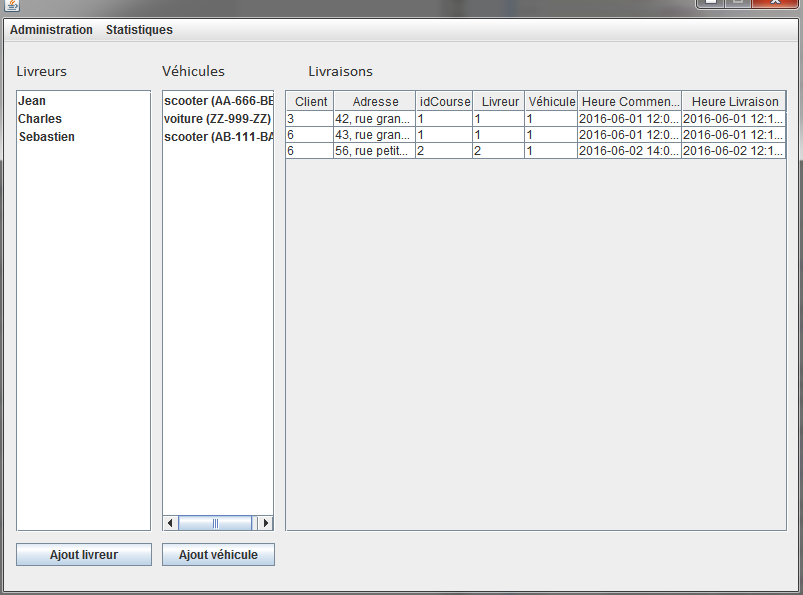 Administration Statistiques
Livreurs Véhicules Livraisons
Jean
Charles
Sebastien
scooter (AA-666-BE
voiture (ZZ-999-ZZ)
scooter (AB-111-BA
Client Adresse idCourse Livreur Véhicule Heure Commen... Heure Livraison
3 42, rue gran... 1 1 1 2016-06-01 12:0... 2016-06-01 12:1...
6 43, rue gran... 1 1 1 2016-06-01 12:0... 2016-06-01 12:1...
6 56, rue petit... 2 2 1 2016-06-02 14:0... 2016-06-02 12:1...
Ajout livreur Ajout véhicule